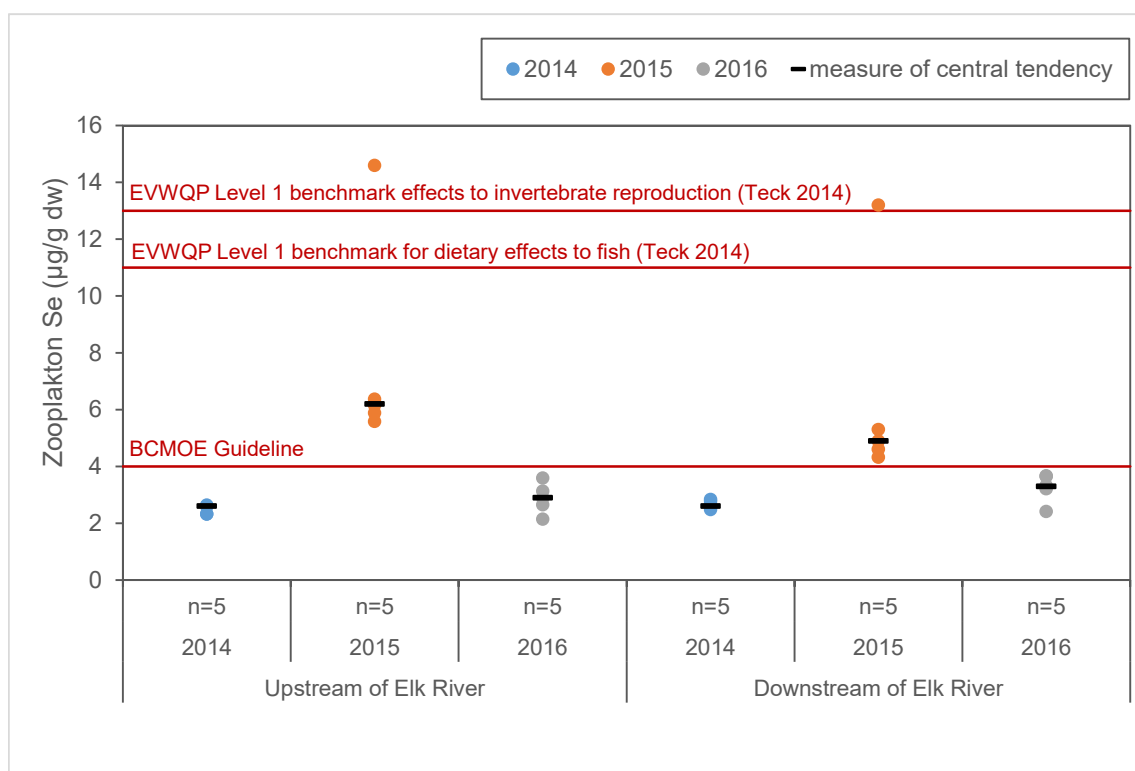 2014 2015 2016 measure of central tendency
Zooplakton Se (µg/g dw)
16
14
12
10
8
6
4
2
0
EVWQP Level 1 benchmark effects to invertebrate reproduction (Teck 2014)
EVWQP Level 1 benchmark for dietary effects to fish (Teck 2014)
BCMOE Guideline
n=5 n=5 n=5 n=5 n=5 n=5
2014 2015 2016 2014 2015 2016
Upstream of Elk River Downstream of Elk River